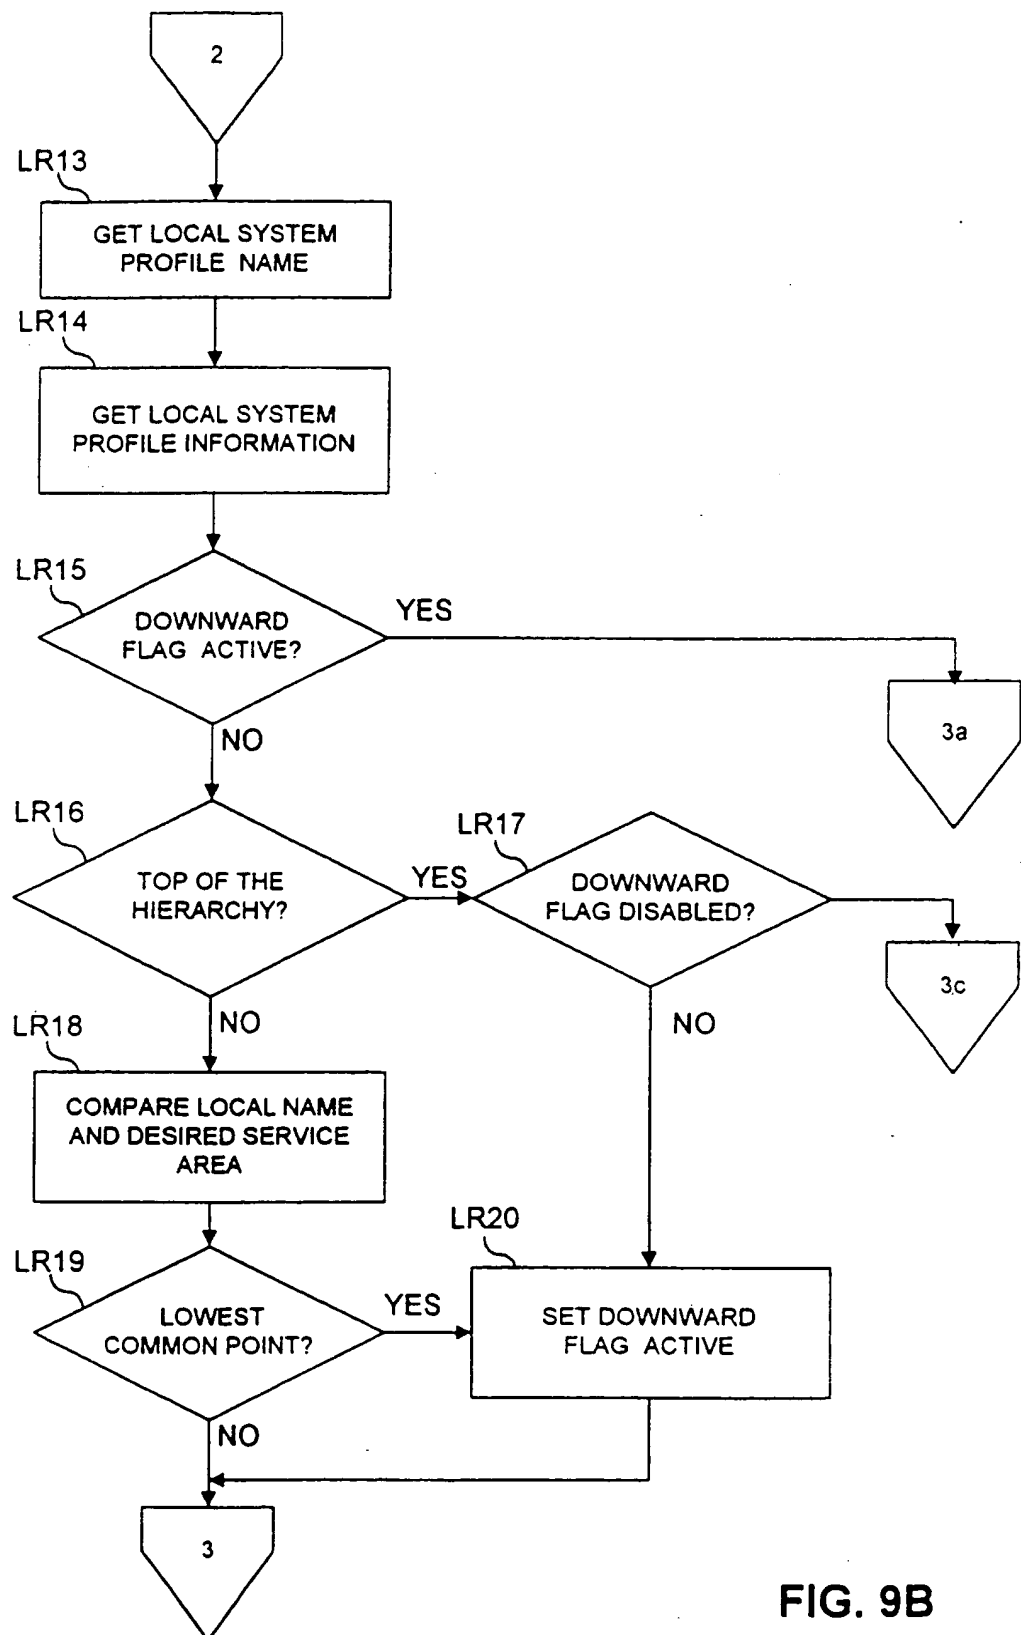 2
LR13
GET LOCAL SYSTEM
PROFILE NAME
LR14
GET LOCAL SYSTEM
PROFILE INFORMATION
LR15
DOWNWARD
FLAG ACTIVE?
YES
3a
NO
LR16
TOP OF THE
HIERARCHY?
YES
LR17
DOWNWARD
FLAG DISABLED?
3c
NO
NO
LR18
COMPARE LOCAL NAME
AND DESIRED SERVICE
AREA
LR19
LOWEST
COMMON POINT?
YES
LR20
SET DOWNWARD
FLAG ACTIVE
NO
3
FIG. 9B